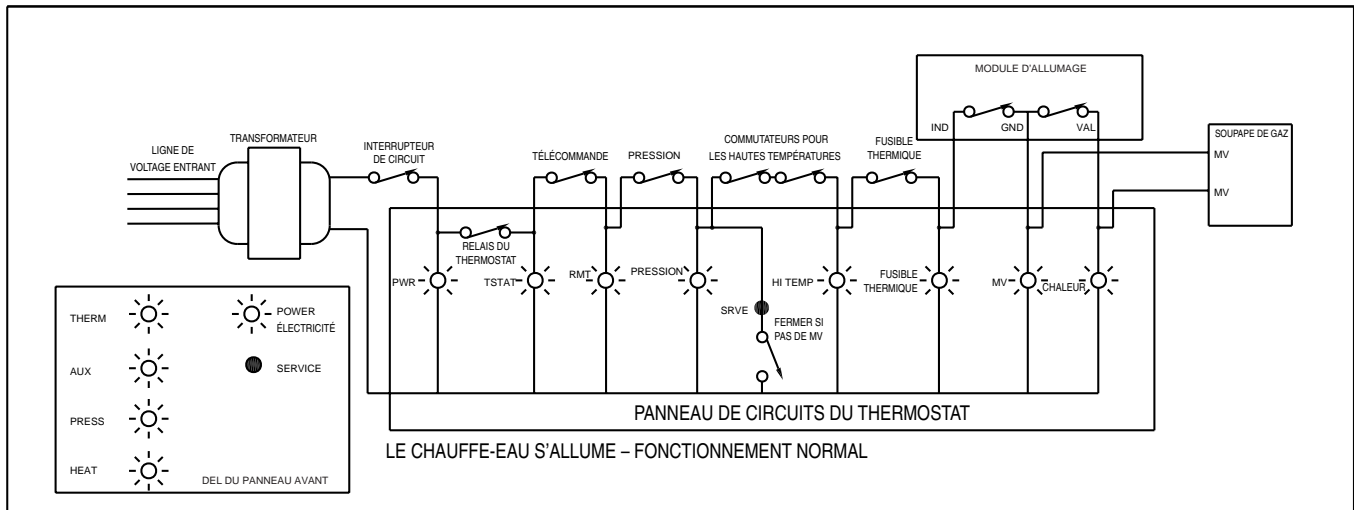 MODULE D'ALLUMAGE
IND
GND
VAL
SOUPAPE DE GAZ
MV
MV
LIGNE DE
VOLTAGE ENTRANT
TRANSFORMATEUR
INTERRUPTEUR
DE CIRCUIT
TÉLÉCOMMANDE
PRESSION
COMMUTATEURS POUR
LES HAUTES TEMPÉRATURES
FUSIBLE
THERMIQUE
RELAIS DU
THERMOSTAT
PWR
TSTAT
RMT
PRESSION
SRVE
FERMER SI
PAS DE MV
HI TEMP
FUSIBLE
THERMIQUE
MV
CHALEUR
PANNEAU DE CIRCUITS DU THERMOSTAT
THERM
AUX
PRESS
HEAT
POWER
ÉLECTRICITÉ
SERVICE
DEL DU PANNEAU AVANT
LE CHAUFFE-EAU S'ALLUME – FONCTIONNEMENT NORMAL